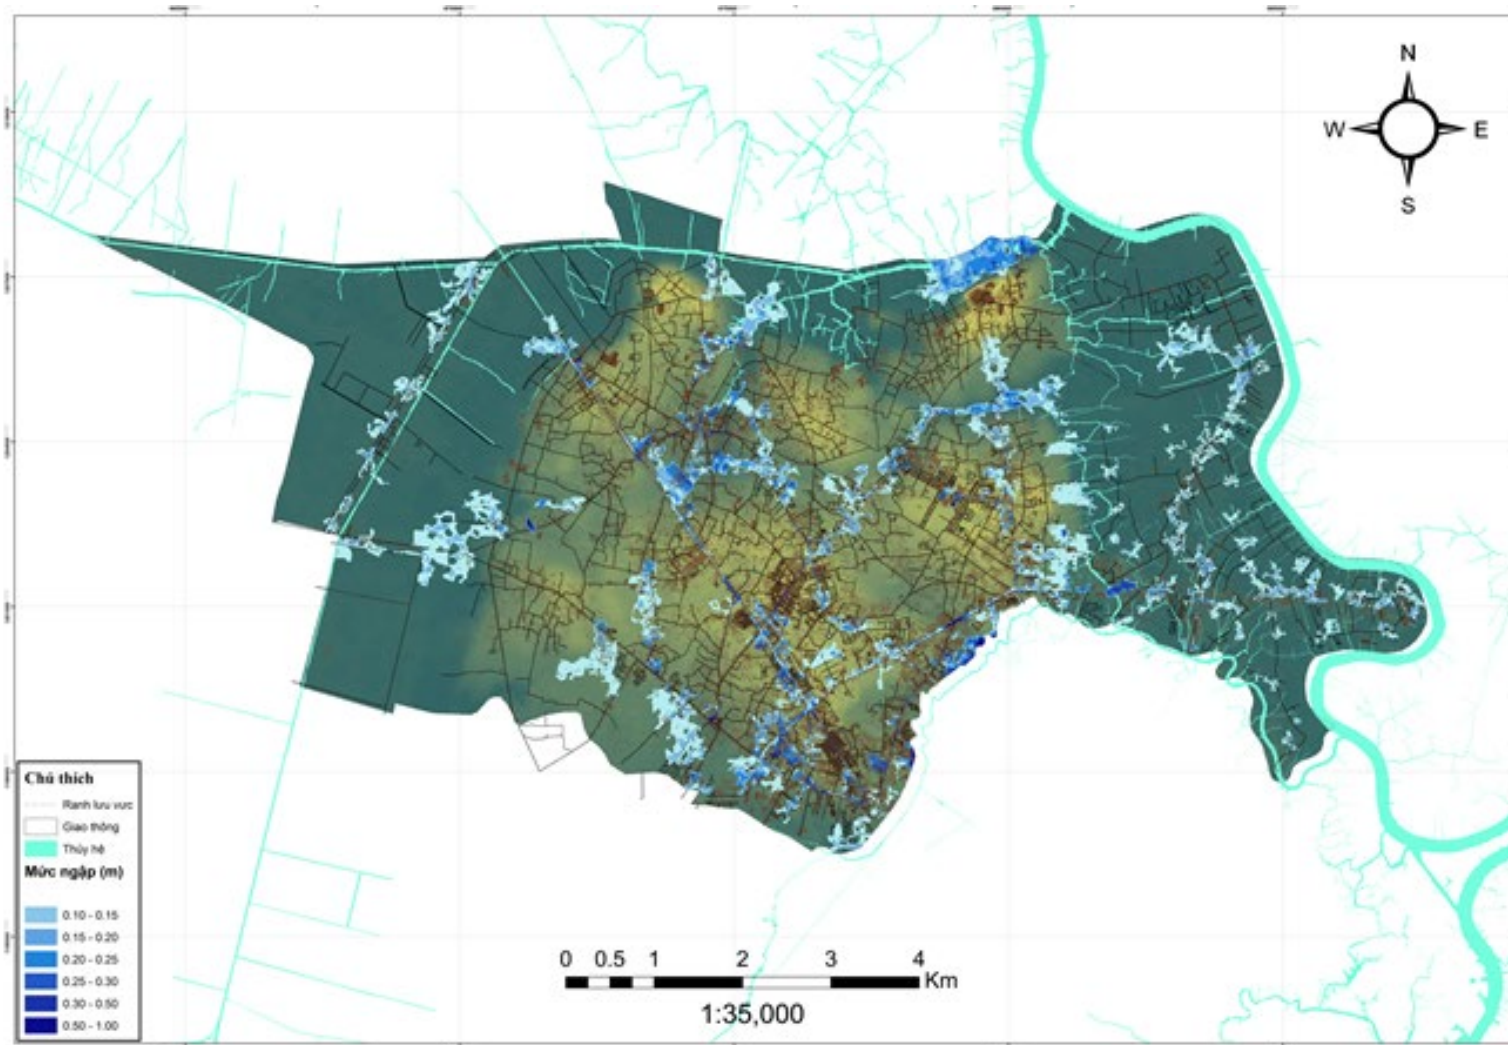 N
W E
S
Chú thích
Ranh lưu vực
Giao thông
Thủy hệ
Mức ngập (m)
0.10 - 0.15
0.15 - 0.20
0.20 - 0.25
0.25 - 0.30
0.30 - 0.50
0.50 - 1.00
0 0.5 1 2 3 4
Km
1:35,000